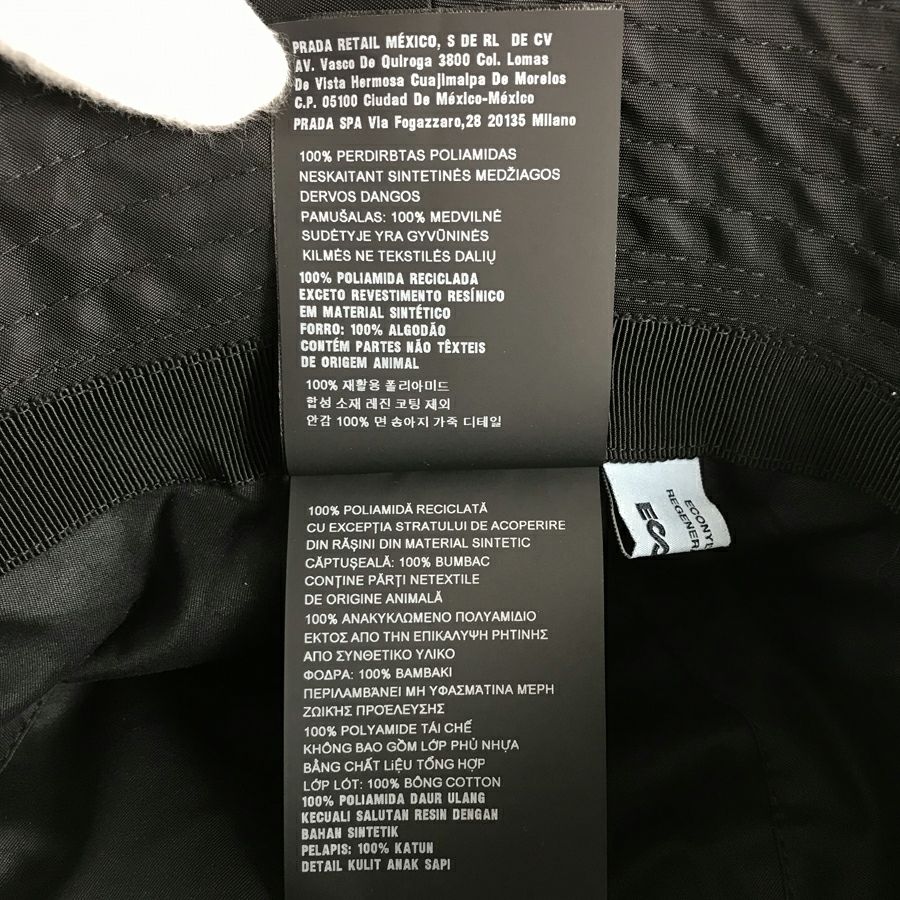 PRADA RETAIL MÉXICO, S DE RL DE CV
AV. Vasco De Quiroga 3800 Col. Lomas
De Vista Hermosa Cuajimalpa De Morelos
C.P. 05100 Ciudad De México-México
PRADA SPA Via Fogazzaro,28 20135 Milano
100% PERDIRBTAS POLIAMIDAS
NESKAITANT SINTETINĖS MEDŽIAGOS
DERVOS DANGOS
PAMUŠALAS: 100% MEDVILNĖ
SUDĖTYJE YRA GYVŪNINĖS
KILMĖS NE TEKSTILĖS DALIŲ
100% POLIAMIDA RECICLADA
EXCETO REVESTIMENTO RESÍNICO
EM MATERIAL SINTÉTICO
FORRO: 100% ALGODÃO
CONTÉM PARTES NÃO TÊXTEIS
DE ORIGEM ANIMAL
100% 재활용 폴리아미드
합성 소재 레진 코팅 제외
안감 100% 면 송아지 가죽 디테일
100% POLIAMIDĂ RECICLATĂ
CU EXCEPȚIA STRATULUI DE ACOPERIRE
DIN RĂȘINI DIN MATERIAL SINTETIC
CĂPTUȘEALĂ: 100% BUMBAC
CONȚINE PĂRȚI NETEXTILE
DE ORIGINE ANIMALĂ
100% ΑΝΑΚΥΚΛΩΜΕΝΟ ΠΟΛΥΑΜΙΔΙΟ
ΕΚΤΟΣ ΑΠΟ ΤΗΝ ΕΠΙΚΑΛΥΨΗ ΡΗΤΙΝΗΣ
ΑΠΟ ΣΥΝΘΕΤΙΚΟ ΥΛΙΚΟ
ΦΟΔΡΑ: 100% ΒΑΜΒΑΚΙ
ΠΕΡΙΛΑΜΒΆΝΕΙ ΜΗ ΥΦΑΣΜΆΤΙΝΑ ΜΈΡΗ
ΖΩΙΚΉΣ ΠΡΟΈΛΕΥΣΗΣ
100% POLYAMIDE TÁI CHẾ
KHÔNG BAO GỒM LỚP PHỦ NHỰA
BẰNG CHẤT LIỆU TỔNG HỢP
LỚP LÓT: 100% BÔNG COTTON
100% POLIAMIDA DAUR ULANG
KECUALI SALUTAN RESIN DENGAN
BAHAN SINTETIK
PELAPIS: 100% KATUN
DETAIL KULIT ANAK SAPI
ECONYL
REGENER